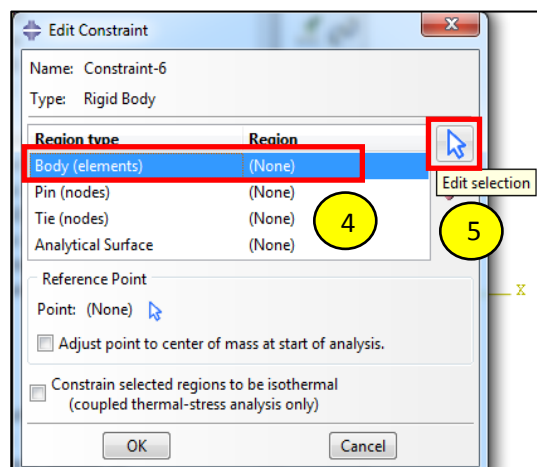 Edit Constraint
Name: Constraint-6
Type: Rigid Body
Region type Region
Body (elements) (None)
Edit selection
Pin (nodes) (None)
Tie (nodes) (None)
4
5
Analytical Surface (None)
Reference Point
X
Point: (None)
Adjust point to center of mass at start of analysis.
Constrain selected regions to be isothermal
(coupled thermal-stress analysis only)
OK Cancel